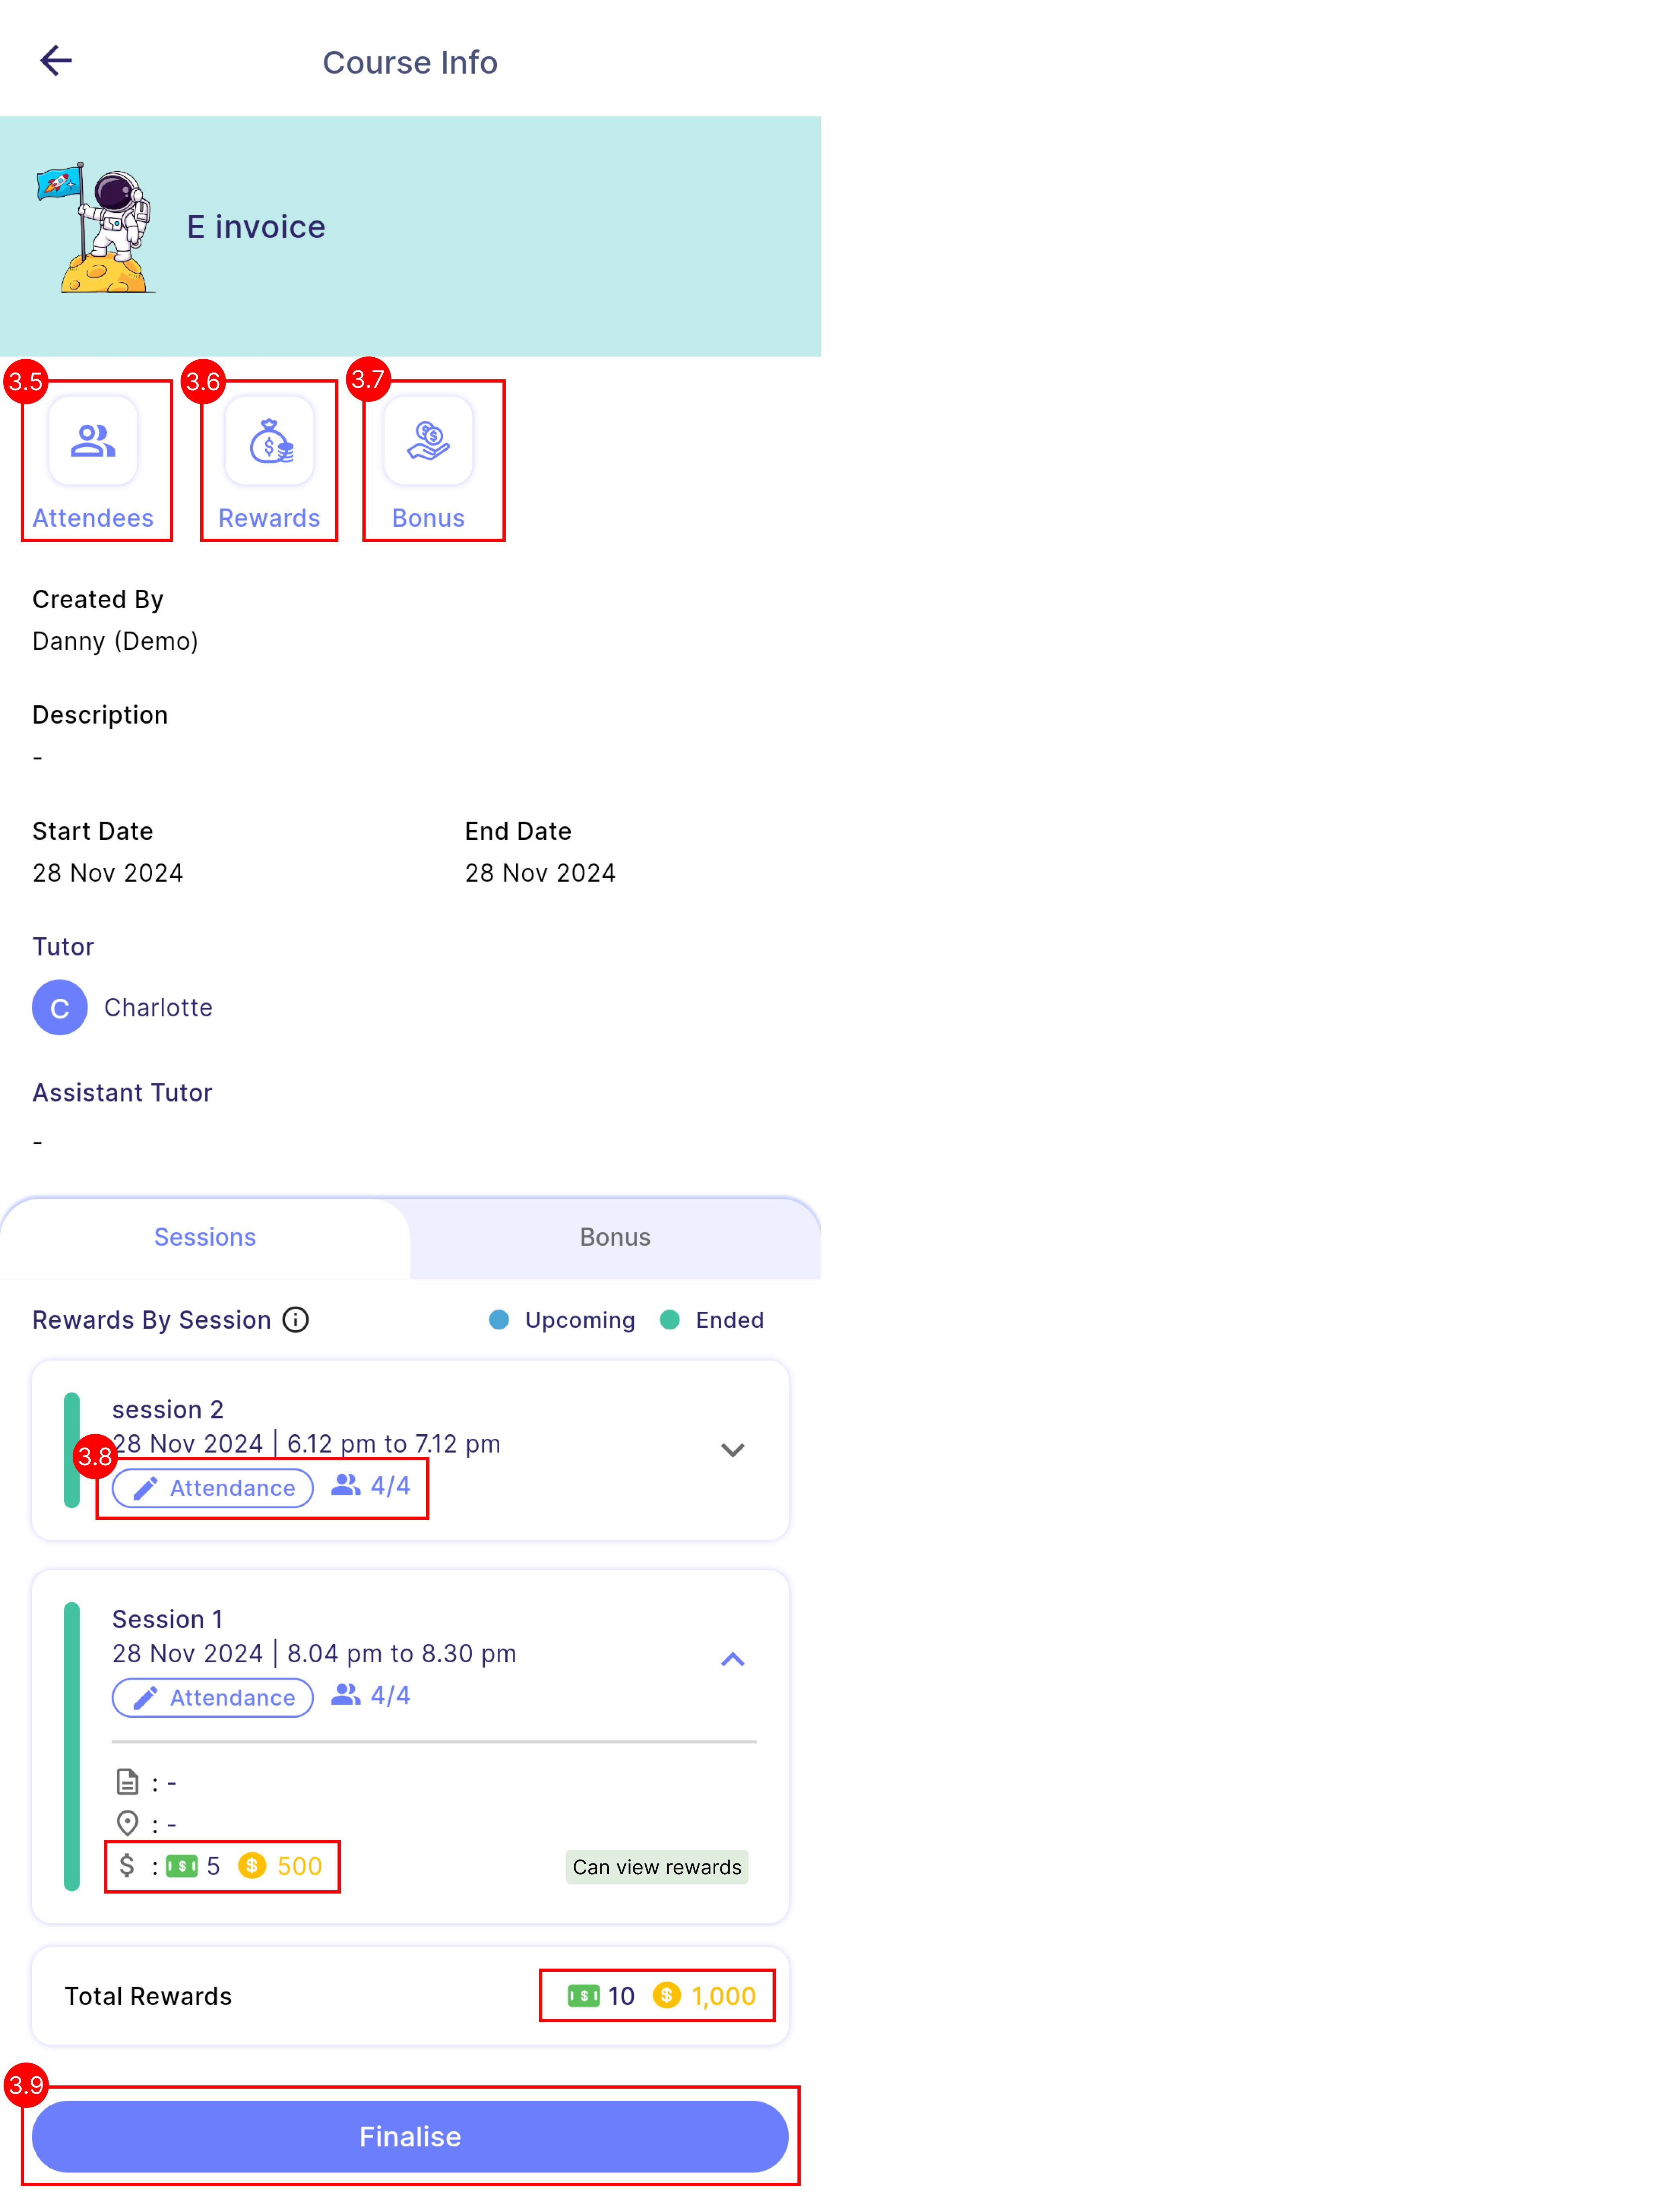 Course Info
E invoice
3.5
3.6
3.7
Attendees
Rewards
Bonus
Created By
Danny (Demo)
Description
-
Start Date
End Date
28 Nov 2024
28 Nov 2024
Tutor
C
Charlotte
Assistant Tutor
-
Sessions
Bonus
Rewards By Session
Upcoming
Ended
session 2
28 Nov 2024 | 6.12 pm to 7.12 pm
3.8
Attendance
4/4
Session 1
28 Nov 2024 | 8.04 pm to 8.30 pm
Attendance
4/4
: -
: -
$ : 5 $ 500
Can view rewards
Total Rewards
10 $ 1,000
3.9
Finalise